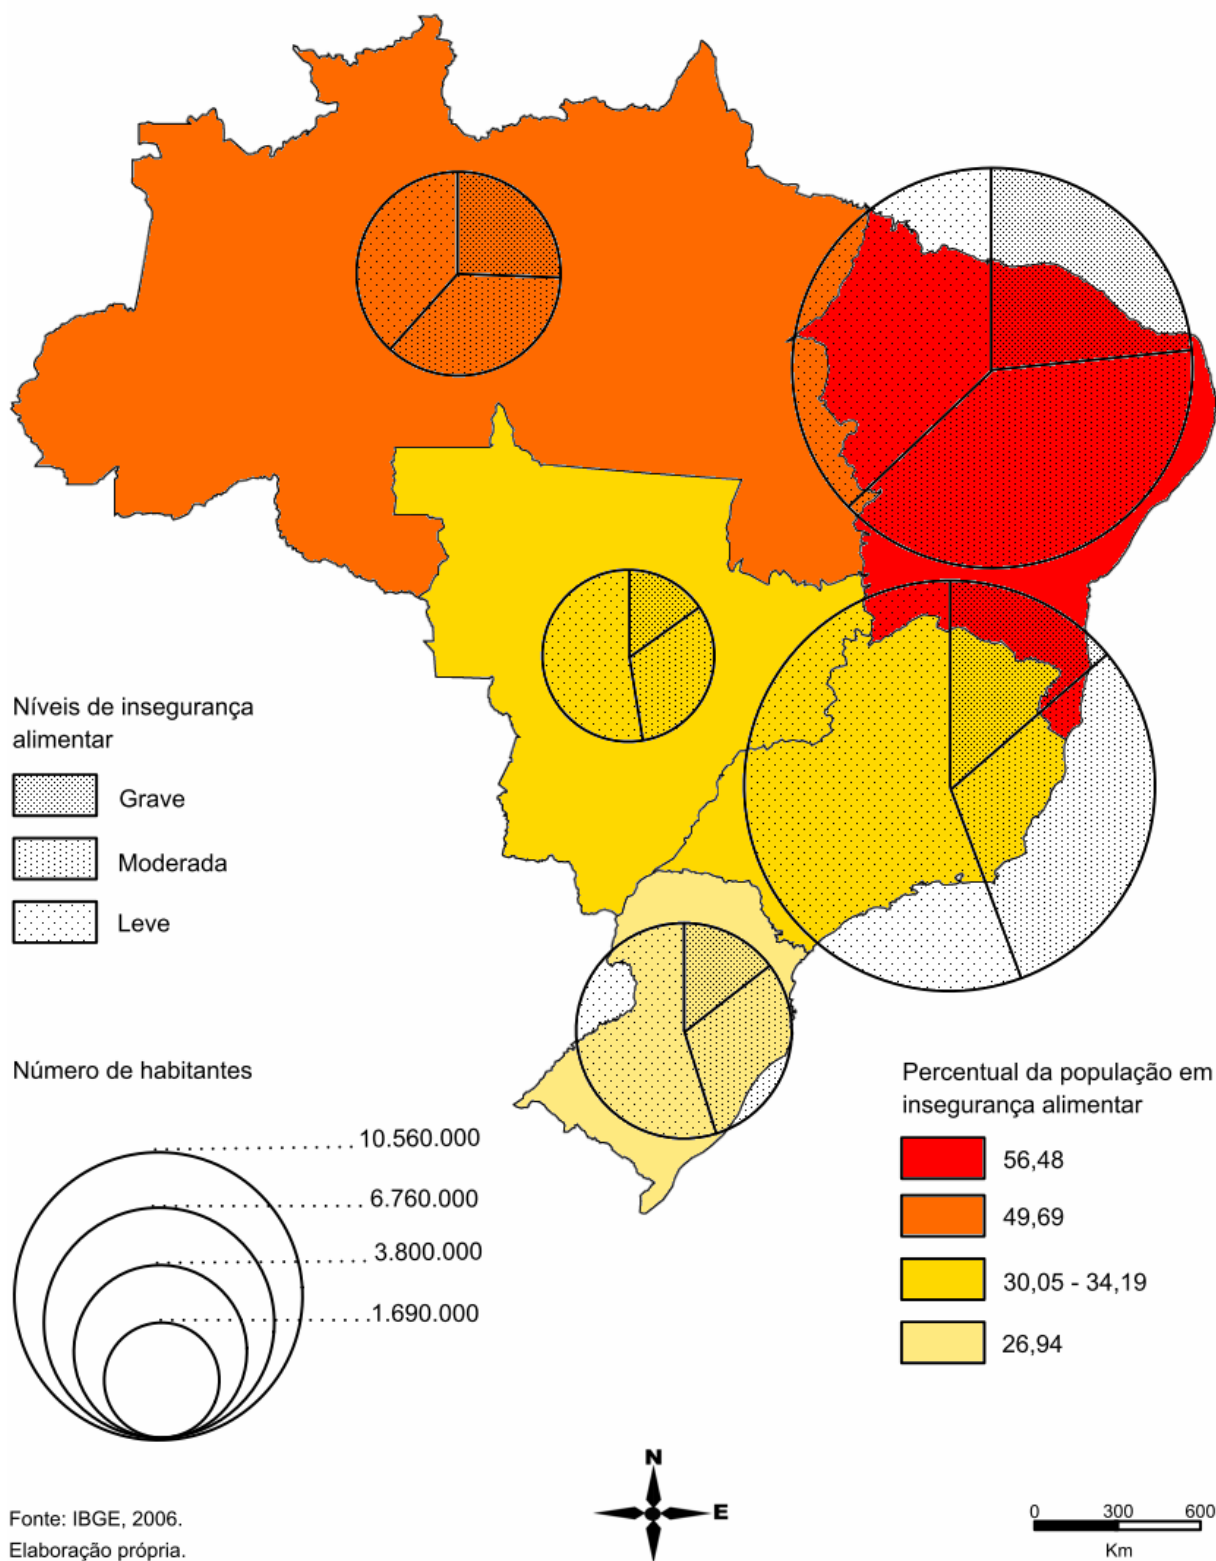 Níveis de insegurança
alimentar
Grave
Moderada
Leve
Número de habitantes
10.560.000
6.760.000
3.800.000
1.690.000
Percentual da população em
insegurança alimentar
56,48
49,69
30,05 - 34,19
26,94
N
E
Fonte: IBGE, 2006.
Elaboração própria.
0 300 600
Km